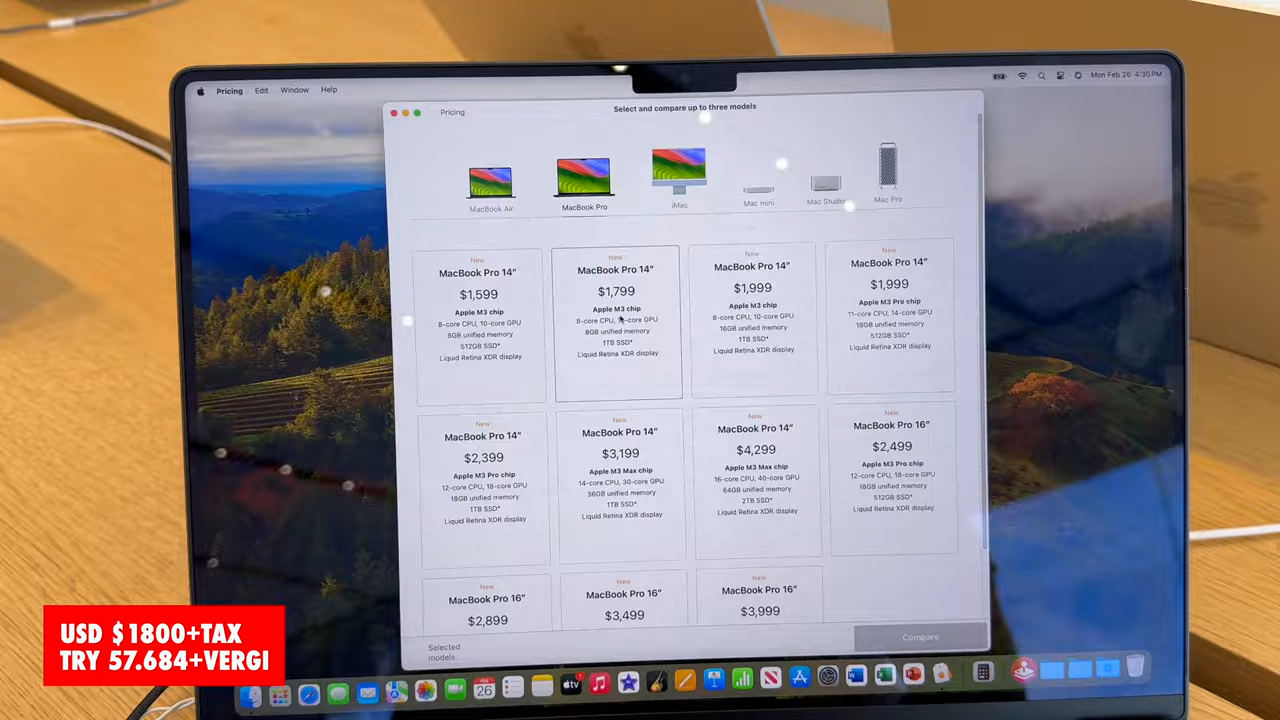 Pricing Edit Window Help
Mon Feb 26 4:30 PM
Pricing
Select and compare up to three models
MacBook Air
MacBook Pro
iMac
Mac mini
Mac Studio
Mac Pro
New
MacBook Pro 14"
$1,599
Apple M3 chip
8-core CPU, 10-core GPU
8GB unified memory
512GB SSD*
Liquid Retina XDR display
New
MacBook Pro 14"
$1,799
Apple M3 chip
8-core CPU, -core GPU
8GB unified memory
1TB SSD*
Liquid Retina XDR display
New
MacBook Pro 14"
$1,999
Apple M3 chip
8-core CPU, 10-core GPU
16GB unified memory
1TB SSD*
Liquid Retina XDR display
New
MacBook Pro 14"
$1,999
Apple M3 Pro chip
11-core CPU, 14-core GPU
18GB unified memory
512GB SSD*
Liquid Retina XDR display
New
MacBook Pro 14"
$2,399
Apple M3 Pro chip
12-core CPU, 18-core GPU
18GB unified memory
1TB SSD*
Liquid Retina XDR display
New
MacBook Pro 14"
$3,199
Apple M3 Max chip
14-core CPU, 30-core GPU
36GB unified memory
1TB SSD*
Liquid Retina XDR display
New
MacBook Pro 14"
$4,299
Apple M3 Max chip
16-core CPU, 40-core GPU
64GB unified memory
2TB SSD*
Liquid Retina XDR display
New
MacBook Pro 16"
$2,499
Apple M3 Pro chip
12-core CPU, 18-core GPU
18GB unified memory
512GB SSD*
Liquid Retina XDR display
New
MacBook Pro 16"
$2,899
New
MacBook Pro 16"
$3,499
New
MacBook Pro 16"
$3,999
Selected
models:
Compare
26
tv
USD $1800+TAX
TRY 57.684+VERGI